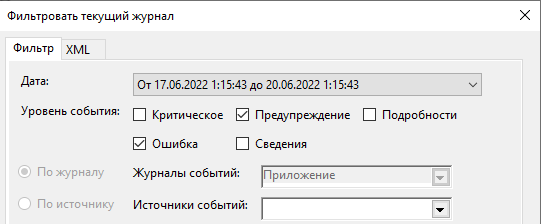 Фильтровать текущий журнал
Фильтр XML
Дата: От 17.06.2022 1:15:43 до 20.06.2022 1:15:43
Уровень события: Критическое Предупреждение Подробности
Ошибка Сведения
По журналу Журналы событий: Приложение
По источнику Источники событий: